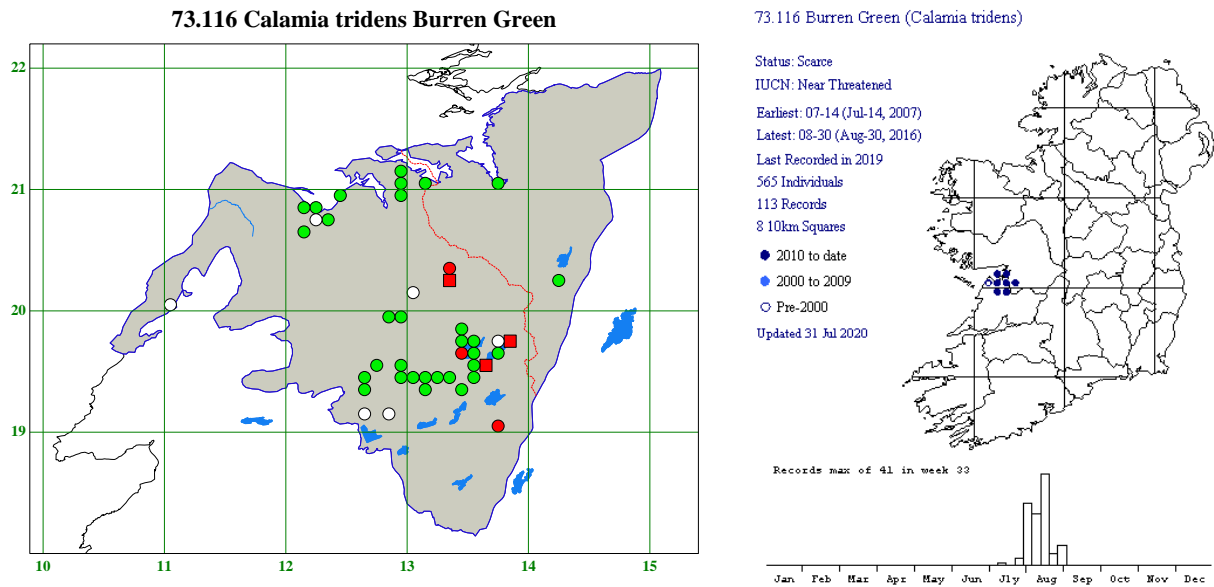 73.116 Calamia tridens Burren Green
22
21
20
19
10 11 12 13 14 15
73.116 Burren Green (Calamia tridens)
Status: Scarce
IUCN: Near Threatened
Earliest: 07-14 (Jul-14, 2007)
Latest: 08-30 (Aug-30, 2016)
Last Recorded in 2019
565 Individuals
113 Records
8 10km Squares
2010 to date
2000 to 2009
Pre-2000
Updated 31 Jul 2020
Records max of 41 in week 33
Jan Feb Mar Apr May Jun Jly Aug Sep Oct Nov Dec